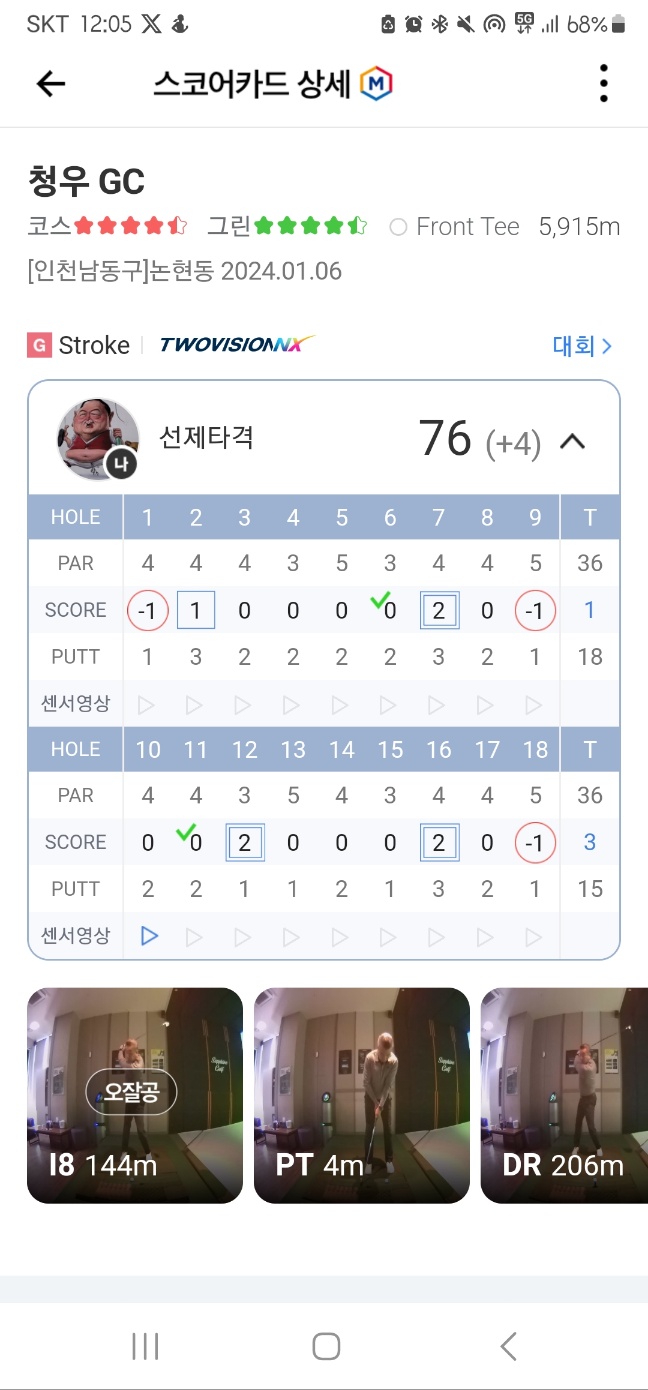 SKT 12:05 5G 68%
스코어카드 상세 M
청우 GC
코스 그린 Front Tee 5,915m
[인천남동구]논현동 2024.01.06
G Stroke TWOVISIONNX 대회
나 선제타격 76 (+4)
HOLE 1 2 3 4 5 6 7 8 9 T
PAR 4 4 4 3 5 3 4 4 5 36
SCORE -1 1 0 0 0 0 2 0 -1 1
PUTT 1 3 2 2 2 2 3 2 1 18
센서영상
HOLE 10 11 12 13 14 15 16 17 18 T
PAR 4 4 3 5 4 3 4 4 5 36
SCORE 0 0 2 0 0 0 2 0 -1 3
PUTT 2 2 1 1 2 1 3 2 1 15
센서영상
Sapphire Golf Sapphire Golf
오잘공
I8 144m PT 4m DR 206m